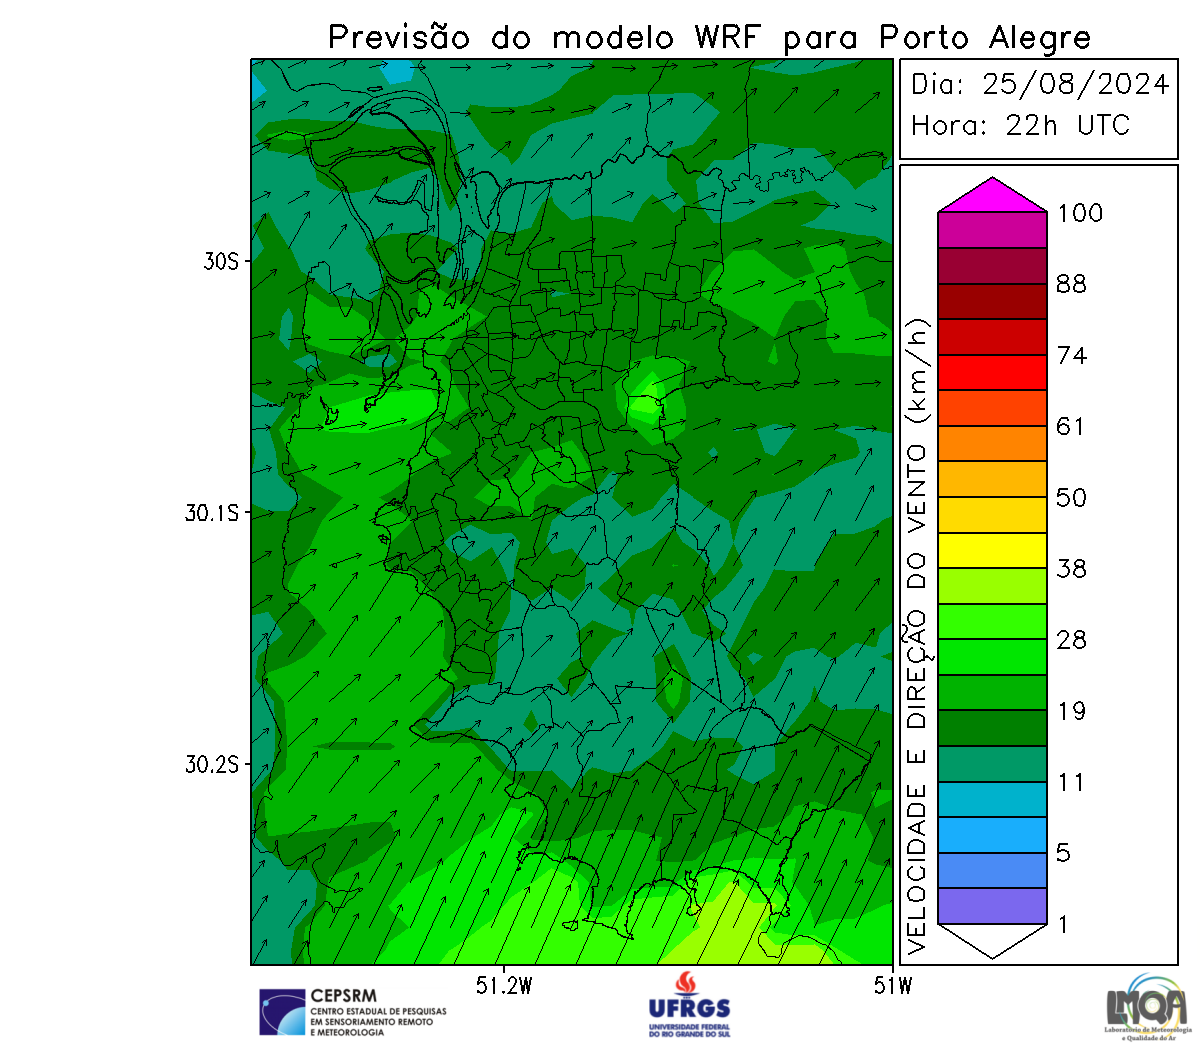 Previsão do modelo WRF para Porto Alegre
Dia: 25/08/2024
Hora: 22h UTC
30S
30.1S
30.2S
51.2W
51W
VELOCIDADE E DIREÇÃO DO VENTO (km/h)
100
88
74
61
50
38
28
19
11
5
1
CEPSRM
CENTRO ESTADUAL DE PESQUISAS
EM SENSORIAMENTO REMOTO
E METEOROLOGIA
UFRGS
UNIVERSIDADE FEDERAL
DO RIO GRANDE DO SUL
LMQA
Laboratório de Meteorologia
e Qualidade do Ar